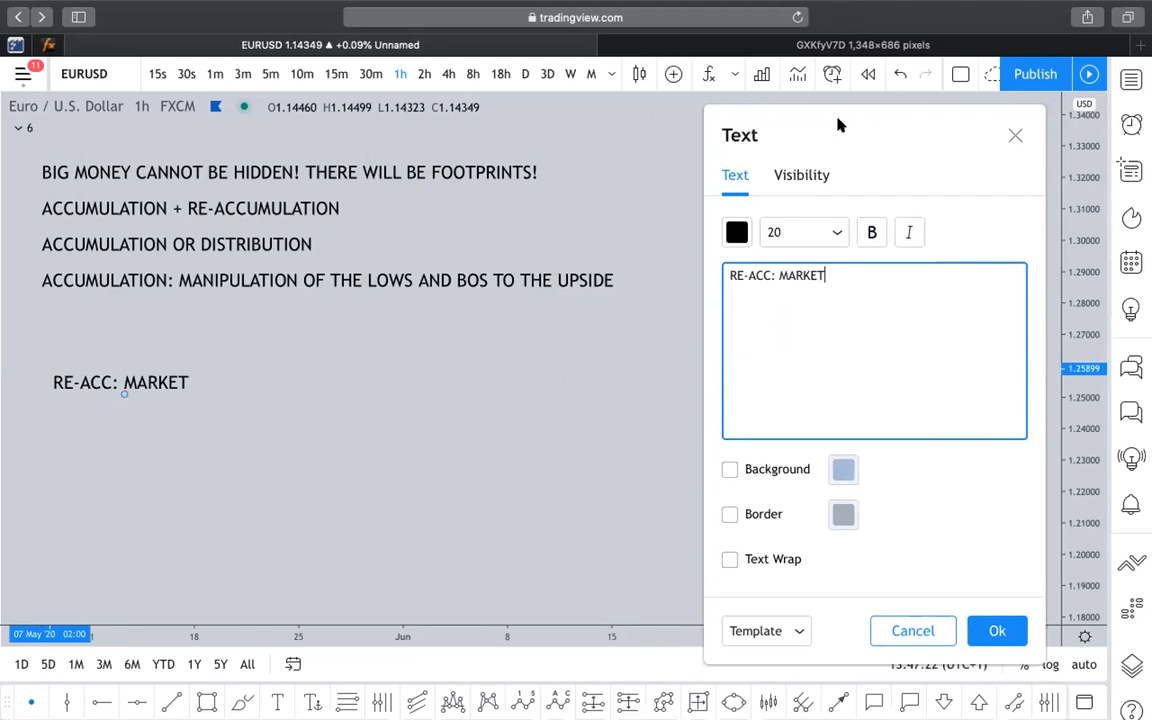 tradingview.com
EURUSD 1.14349 ▲ +0.09% Unnamed
GXKfyV7D 1,348×686 pixels
11
EURUSD 15s 30s 1m 3m 5m 10m 15m 30m 1h 2h 4h 8h 18h D 3D W M Publish
Euro / U.S. Dollar 1h FXCM O1.14460 H1.14499 L1.14323 C1.14349
6
BIG MONEY CANNOT BE HIDDEN! THERE WILL BE FOOTPRINTS!
ACCUMULATION + RE-ACCUMULATION
ACCUMULATION OR DISTRIBUTION
ACCUMULATION: MANIPULATION OF THE LOWS AND BOS TO THE UPSIDE
RE-ACC: MARKET
Text
Text Visibility
20 B I
RE-ACC: MARKET
Background
Border
Text Wrap
Template Cancel Ok
USD
1.34000
1.33000
1.32000
1.31000
1.30000
1.29000
1.28000
1.27000
1.25899
1.25000
1.24000
1.23000
1.22000
1.21000
1.20000
1.19000
1.18000
07 May '20 02:00 18 25 Jun 8 15
1D 5D 1M 3M 6M YTD 1Y 5Y All
13:47:22 (UTC+1) % log auto